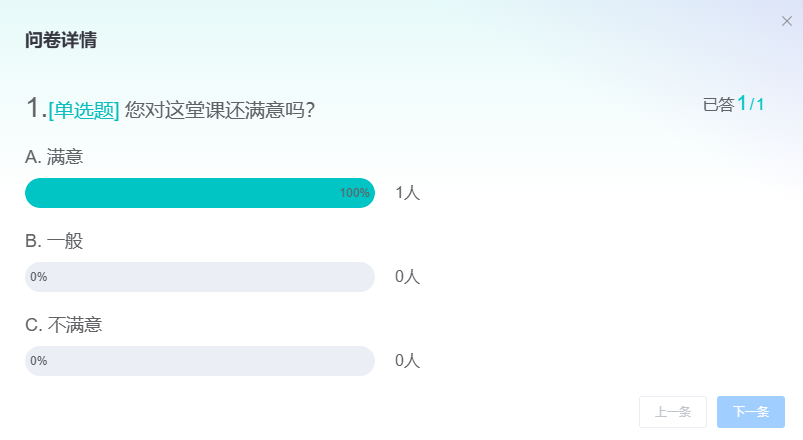 问卷详情
1.[单选题] 您对这堂课还满意吗?
已答1/1
A. 满意
100% 1人
B. 一般
0% 0人
C. 不满意
0% 0人
上一条 下一条